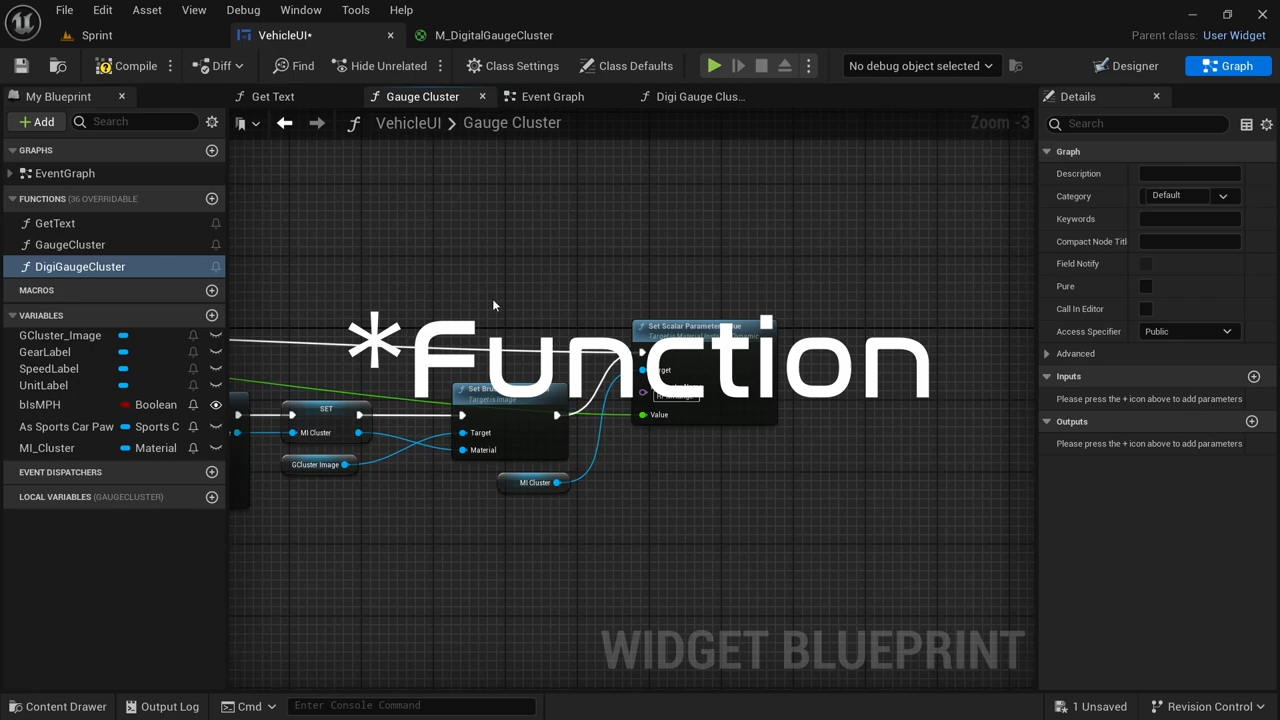 File Edit Asset View Debug Window Tools Help
Sprint VehicleUI* M_DigitalGaugeCluster Parent class: User Widget
Compile Diff Find Hide Unrelated Class Settings Class Defaults No debug object selected Designer Graph
My Blueprint Get Text Gauge Cluster Event Graph Digi Gauge Clus... Details
Add Search VehicleUI Gauge Cluster Zoom -3 Search
GRAPHS
EventGraph
FUNCTIONS (36 OVERRIDABLE
GetText
GaugeCluster
DigiGaugeCluster
MACROS
VARIABLES
GCluster_Image
GearLabel
SpeedLabel
UnitLabel
bIsMPH Boolean
As Sports Car Paw Sports C
MI_Cluster Material
EVENT DISPATCHERS
LOCAL VARIABLES (GAUGECLUSTER)
SET
MI Cluster
GCluster Image
Target is Image
Target
Material
MI Cluster
Value
*Function
WIDGET BLUEPRINT
Graph
Description
Category Default
Keywords
Compact Node Titl
Field Notify
Pure
Call In Editor
Access Specifier Public
Advanced
Inputs
Please press the + icon above to add parameters
Outputs
Please press the + icon above to add parameters
Content Drawer Output Log Cmd Enter Console Command 1 Unsaved Revision Control